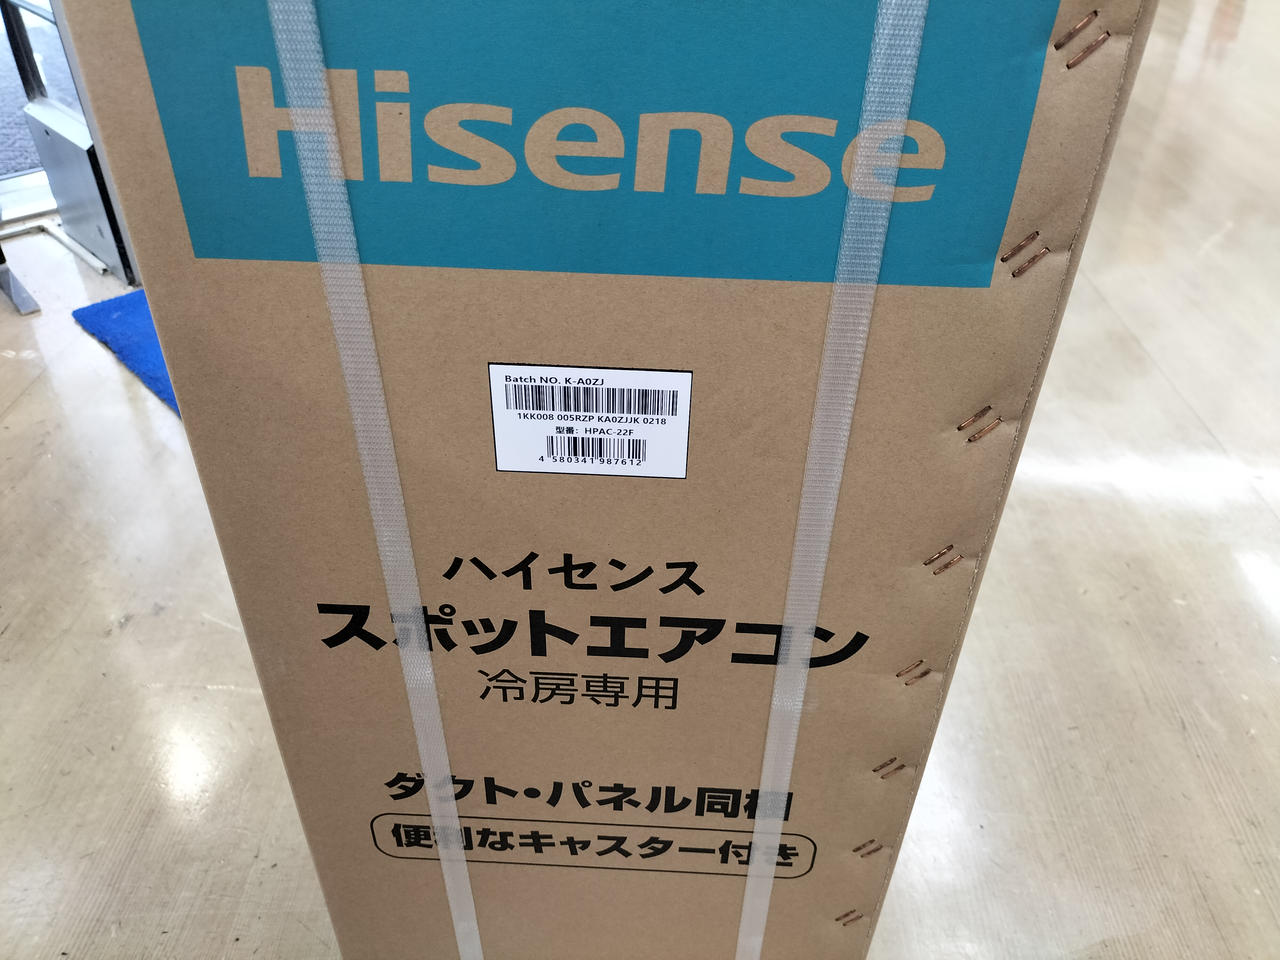 Hisense
Batch NO. K-A0ZJ
1KK008 005RZP KA0ZJJK 0218
型番: HPAC-22F
4 580341 987612
ハイセンス
スポットエアコン
冷房専用
ダクト・パネル同梱
便利なキャスター付き